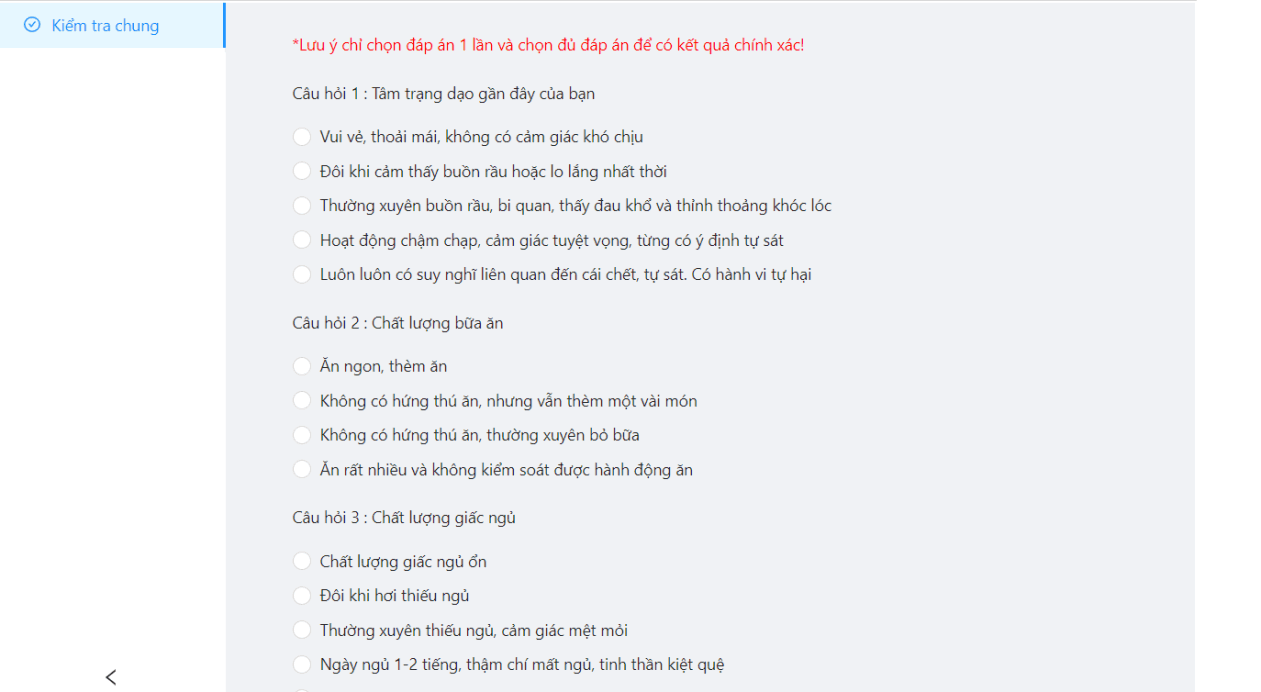 Kiểm tra chung
*Lưu ý chỉ chọn đáp án 1 lần và chọn đủ đáp án để có kết quả chính xác!
Câu hỏi 1 : Tâm trạng dạo gần đây của bạn
Vui vẻ, thoải mái, không có cảm giác khó chịu
Đôi khi cảm thấy buồn rầu hoặc lo lắng nhất thời
Thường xuyên buồn rầu, bi quan, thấy đau khổ và thỉnh thoảng khóc lóc
Hoạt động chậm chạp, cảm giác tuyệt vọng, từng có ý định tự sát
Luôn luôn có suy nghĩ liên quan đến cái chết, tự sát. Có hành vi tự hại
Câu hỏi 2 : Chất lượng bữa ăn
Ăn ngon, thèm ăn
Không có hứng thú ăn, nhưng vẫn thèm một vài món
Không có hứng thú ăn, thường xuyên bỏ bữa
Ăn rất nhiều và không kiểm soát được hành động ăn
Câu hỏi 3 : Chất lượng giấc ngủ
Chất lượng giấc ngủ ổn
Đôi khi hơi thiếu ngủ
Thường xuyên thiếu ngủ, cảm giác mệt mỏi
Ngày ngủ 1-2 tiếng, thậm chí mất ngủ, tinh thần kiệt quệ